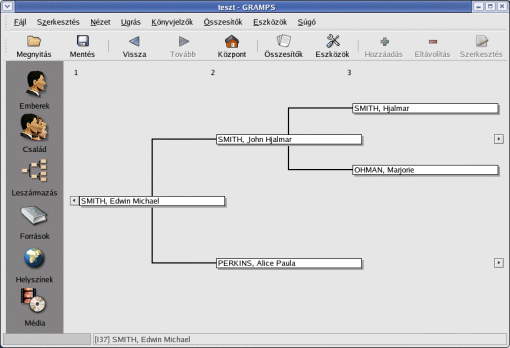 teszt - GRAMPS
Fájl Szerkesztés Nézet Ugrás Könyvjelzők Összesítők Eszközök Súgó
Megnyitás Mentés Vissza Tovább Központ Összesítők Eszközök Hozzáadás Eltávolítás Szerkesztés
1 2 3
Emberek
Család
Leszármazás
Források
Helyszínek
Média
SMITH, Hjalmar
SMITH, John Hjalmar
OHMAN, Marjorie
SMITH, Edwin Michael
PERKINS, Alice Paula
[I37] SMITH, Edwin Michael